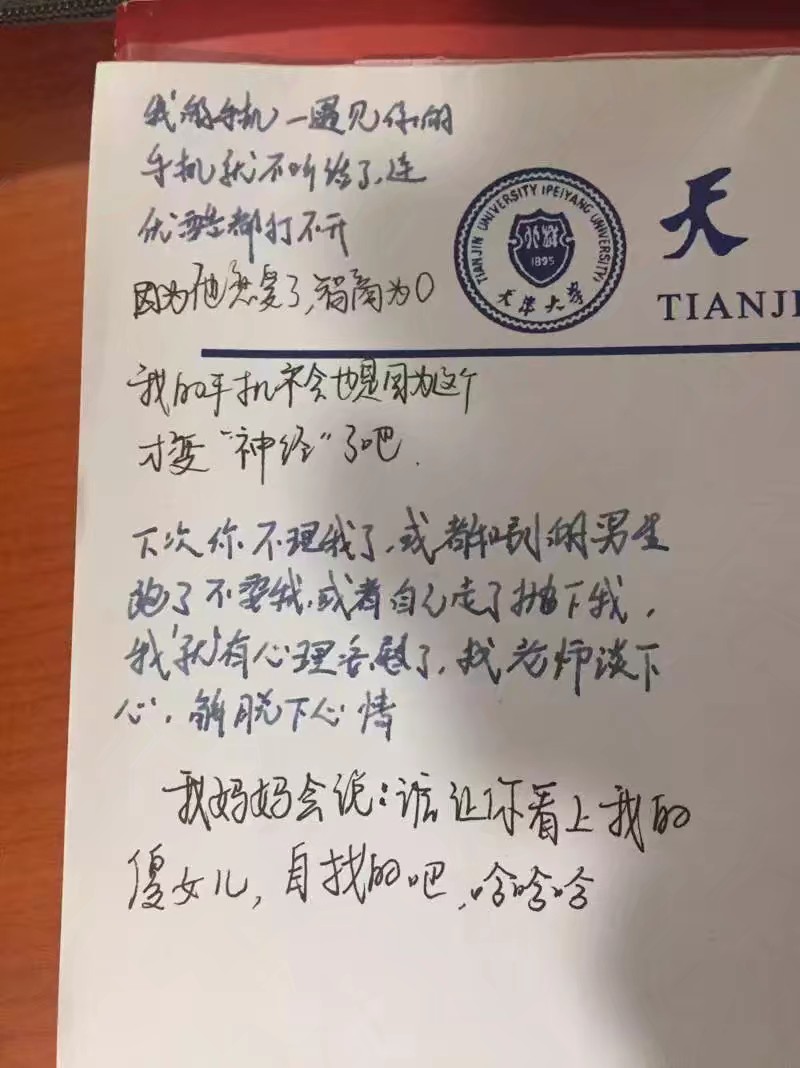 我的手机一遇见你的
手机就不听话了,连
优酷都打不开
因为他恋爱了,智商为0
TIANJIN UNIVERSITY (PEIYANG UNIVERSITY)
北洋
1895
天津大学
天
TIANJI
我的手机不会也是因为这个
才变“神经”了吧.
下次你不理我了,或者和别的男生
跑了不要我,或者自己走了抛下我,
我“就”有心理安慰了,找老师谈下
心,解脱下心情
我妈妈会说:谁让你看上我的
傻女儿,自找的吧,哈哈哈